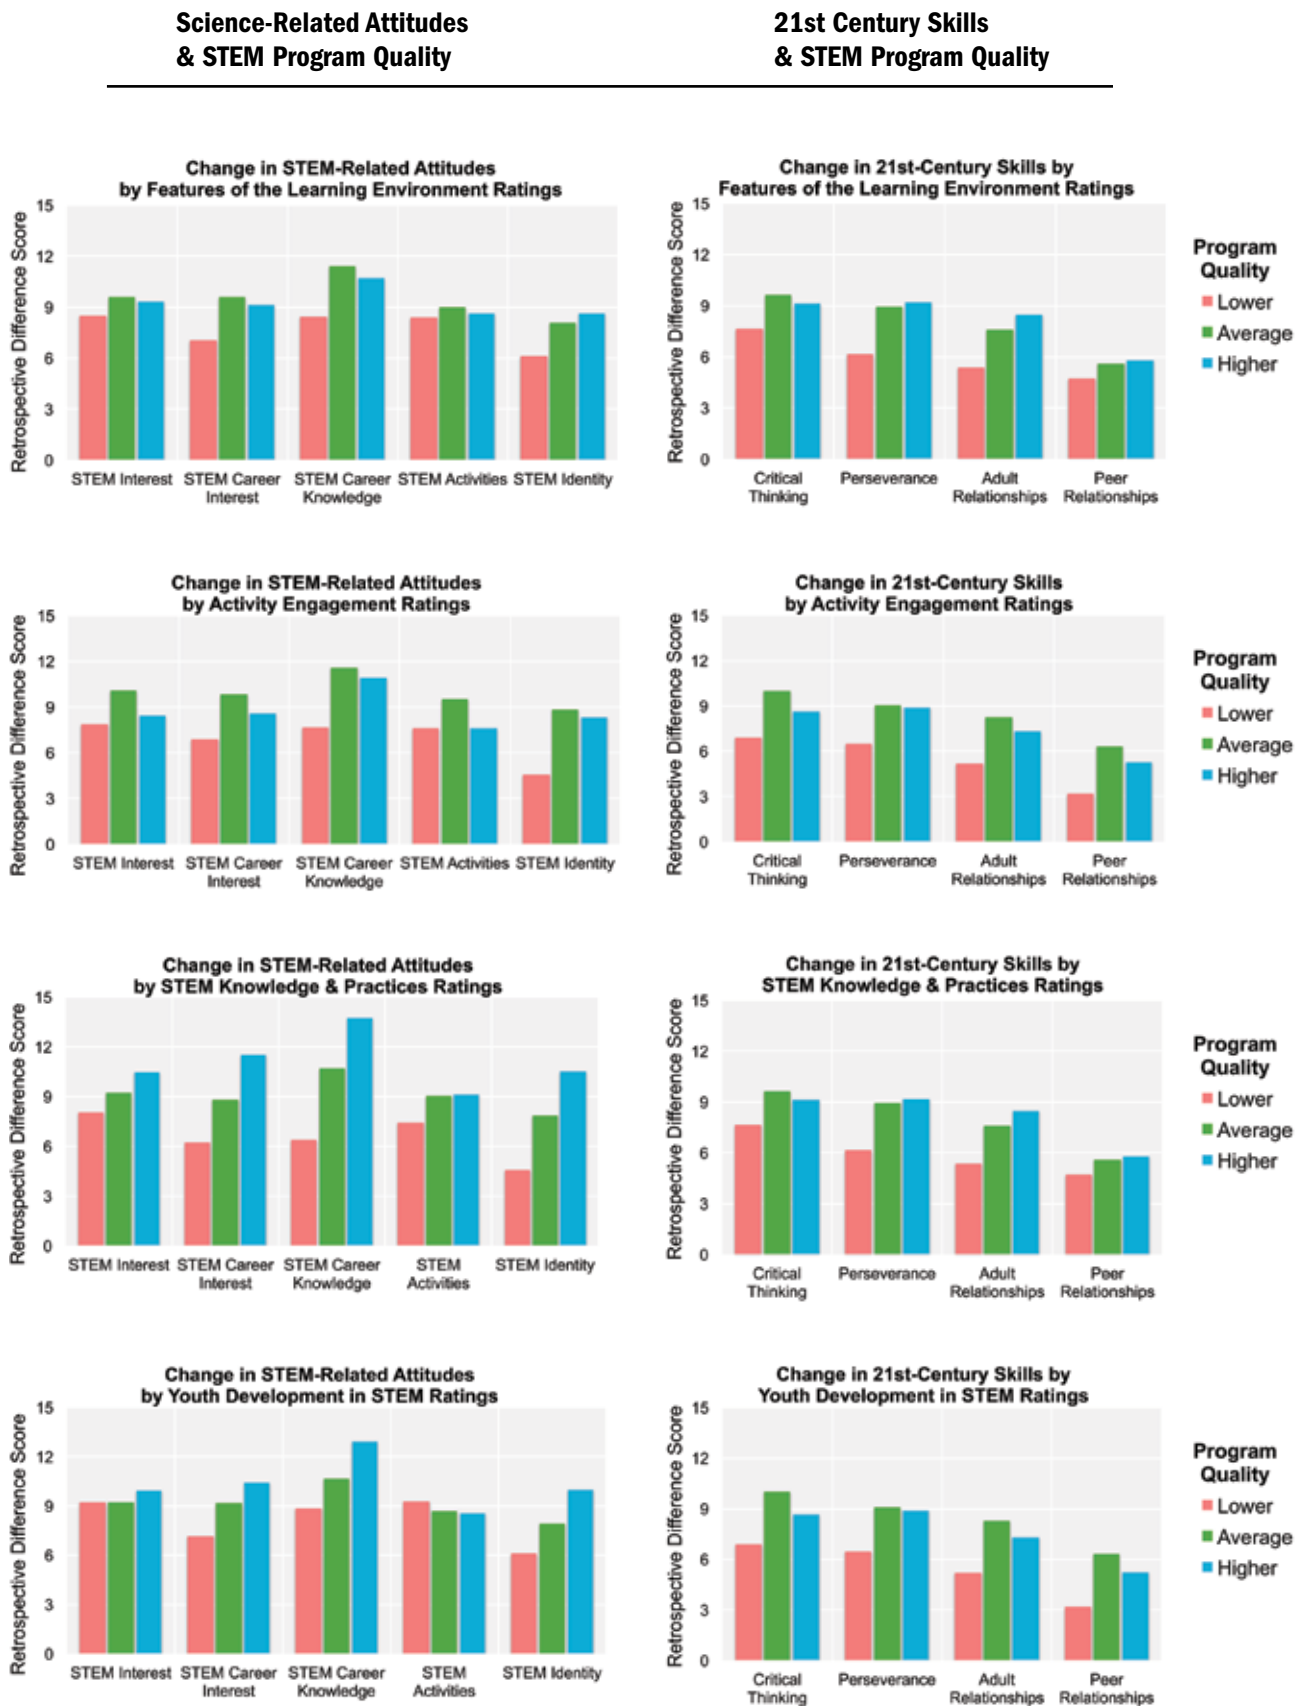 Science-Related Attitudes
& STEM Program Quality
21st Century Skills
& STEM Program Quality
Change in STEM-Related Attitudes
by Features of the Learning Environment Ratings
Retrospective Difference Score
15
12
9
6
3
0
STEM Interest
STEM Career
Interest
STEM Career
Knowledge
STEM Activities
STEM Identity
Change in 21st-Century Skills by
Features of the Learning Environment Ratings
Retrospective Difference Score
15
12
9
6
3
0
Critical
Thinking
Perseverance
Adult
Relationships
Peer
Relationships
Program
Quality
Lower
Average
Higher
Change in STEM-Related Attitudes
by Activity Engagement Ratings
Retrospective Difference Score
15
12
9
6
3
0
STEM Interest
STEM Career
Interest
STEM Career
Knowledge
STEM Activities
STEM Identity
Change in 21st-Century Skills
by Activity Engagement Ratings
Retrospective Difference Score
15
12
9
6
3
0
Critical
Thinking
Perseverance
Adult
Relationships
Peer
Relationships
Program
Quality
Lower
Average
Higher
Change in STEM-Related Attitudes
by STEM Knowledge & Practices Ratings
Retrospective Difference Score
15
12
9
6
3
0
STEM Interest
STEM Career
Interest
STEM Career
Knowledge
STEM
Activities
STEM Identity
Change in 21st-Century Skills by
STEM Knowledge & Practices Ratings
Retrospective Difference Score
15
12
9
6
3
0
Critical
Thinking
Perseverance
Adult
Relationships
Peer
Relationships
Program
Quality
Lower
Average
Higher
Change in STEM-Related Attitudes
by Youth Development in STEM Ratings
Retrospective Difference Score
15
12
9
6
3
0
STEM Interest
STEM Career
Interest
STEM Career
Knowledge
STEM
Activities
STEM Identity
Change in 21st-Century Skills by
Youth Development in STEM Ratings
Retrospective Difference Score
15
12
9
6
3
0
Critical
Thinking
Perseverance
Adult
Relationships
Peer
Relationships
Program
Quality
Lower
Average
Higher